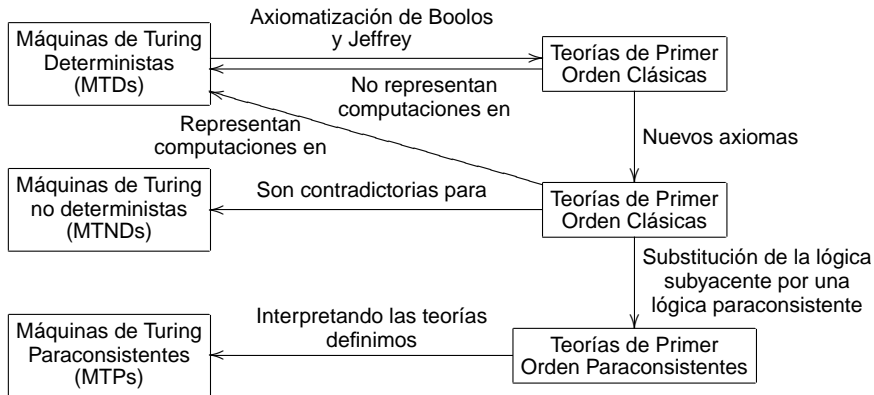 Máquinas de Turing
Deterministas
(MTDs)
Axiomatización de Boolos
y Jeffrey
Teorías de Primer
Orden Clásicas
No representan
computaciones en
Representan
computaciones en
Nuevos axiomas
Máquinas de Turing
no deterministas
(MTNDs)
Son contradictorias para
Teorías de Primer
Orden Clásicas
Substitución de la lógica
subyacente por una
lógica paraconsistente
Máquinas de Turing
Paraconsistentes
(MTPs)
Interpretando las teorías
definimos
Teorías de Primer
Orden Paraconsistentes